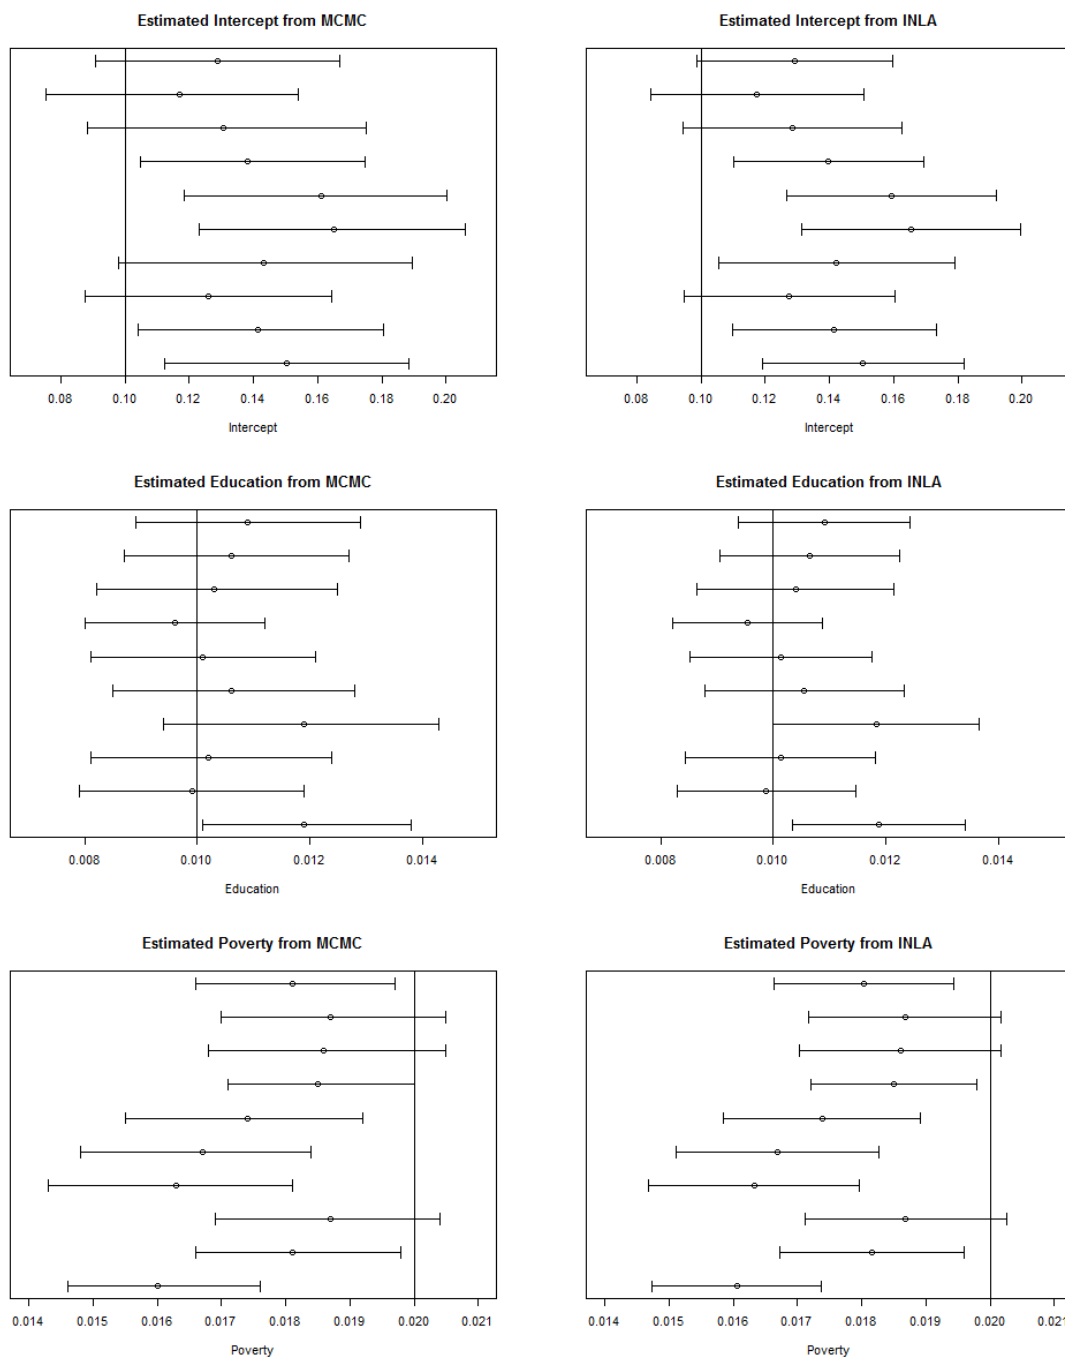 Estimated Intercept from MCMC
0.08 0.10 0.12 0.14 0.16 0.18 0.20
Intercept
Estimated Intercept from INLA
0.08 0.10 0.12 0.14 0.16 0.18 0.20
Intercept
Estimated Education from MCMC
0.008 0.010 0.012 0.014
Education
Estimated Education from INLA
0.008 0.010 0.012 0.014
Education
Estimated Poverty from MCMC
0.014 0.015 0.016 0.017 0.018 0.019 0.020 0.021
Poverty
Estimated Poverty from INLA
0.014 0.015 0.016 0.017 0.018 0.019 0.020 0.021
Poverty